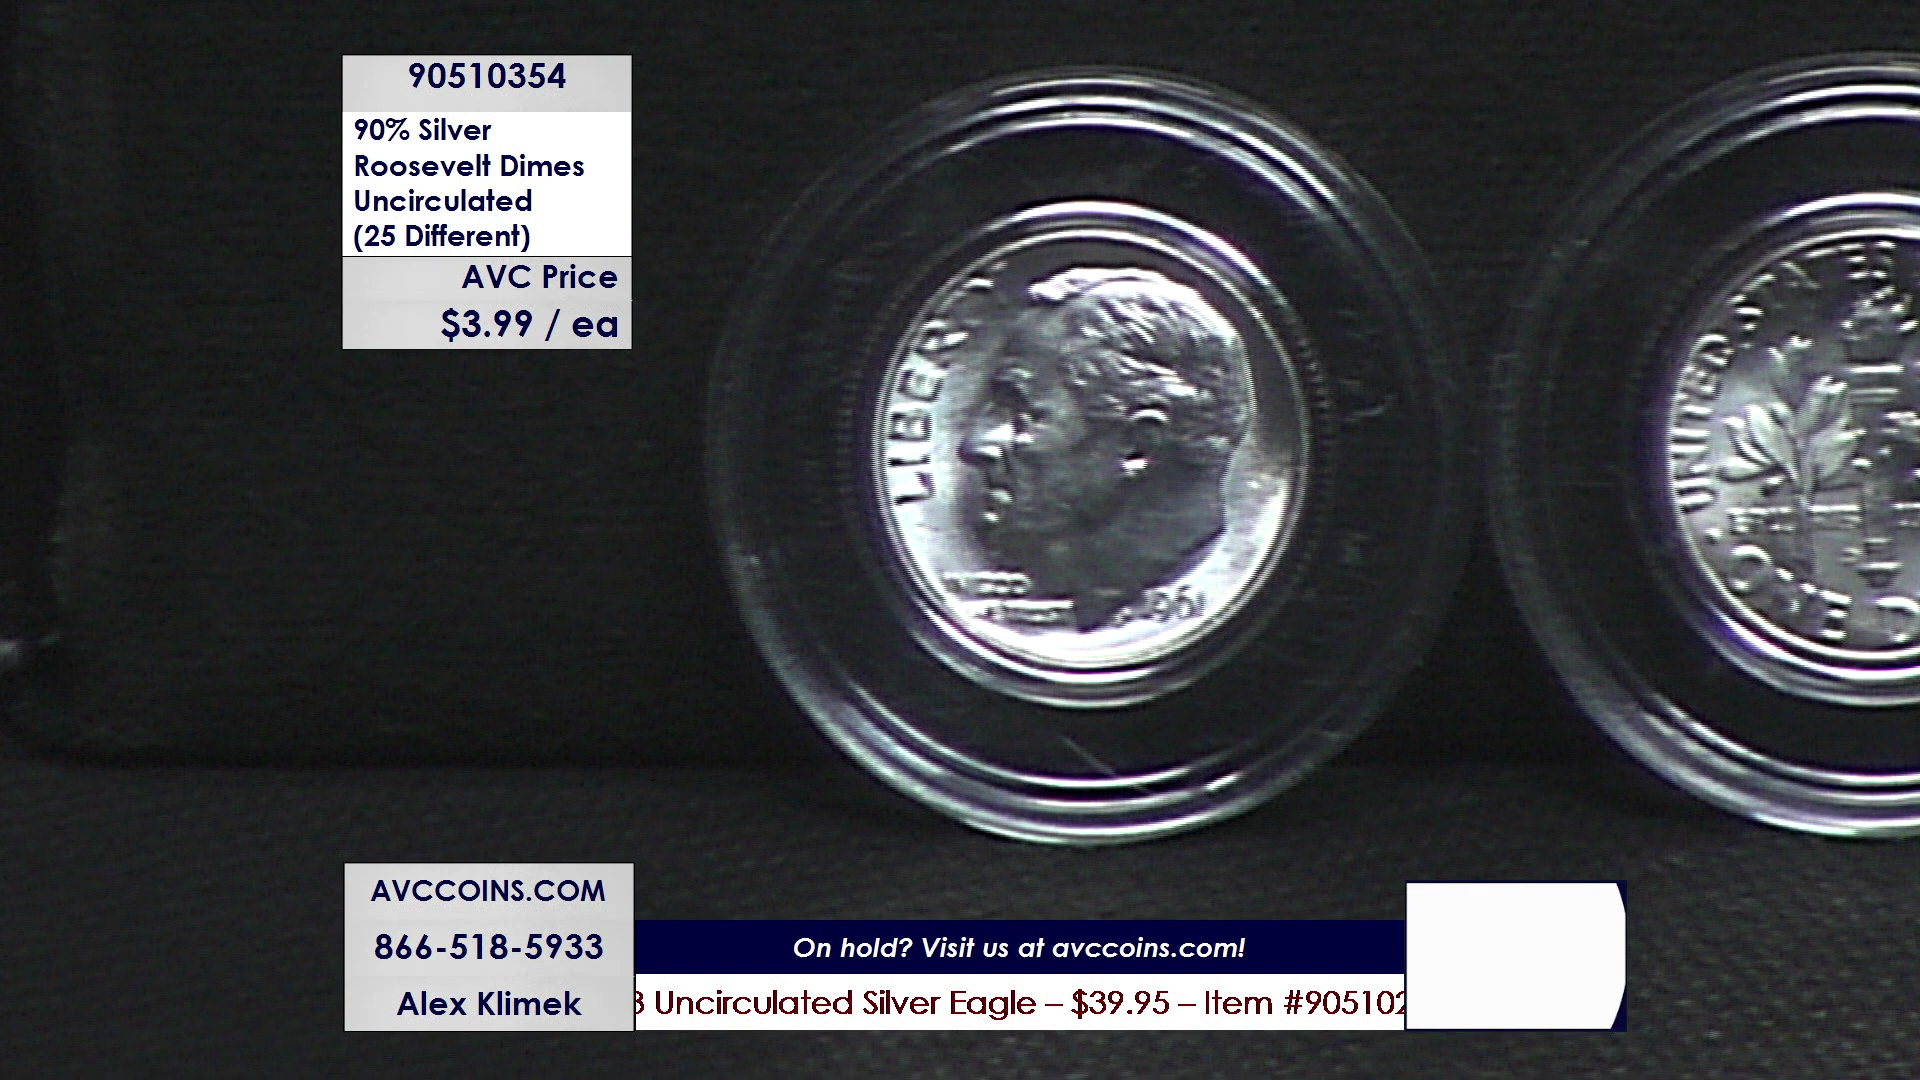 90510354
90% Silver
Roosevelt Dimes
Uncirculated
(25 Different)
AVC Price
$3.99 / ea
LIBERTY
UNITED STA
ONE D
AVCCOINS.COM
866-518-5933
Alex Klimek
On hold? Visit us at avccoins.com!
Uncirculated Silver Eagle – $39.95 – Item #905102